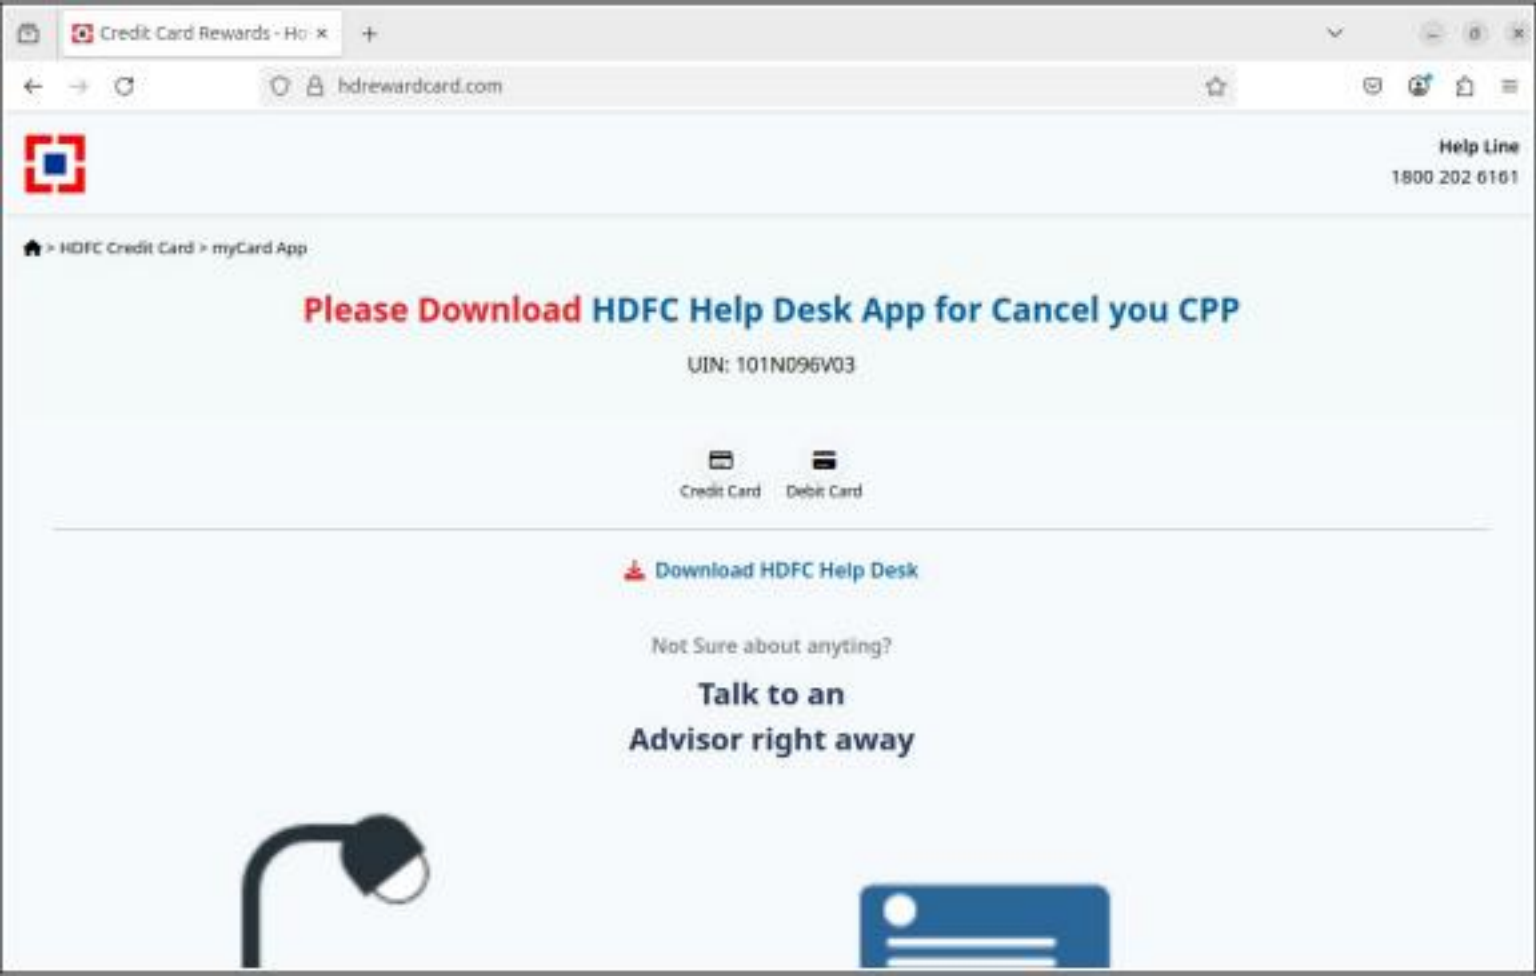 Credit Card Rewards - Ho
hdrewardcard.com
Help Line
1800 202 6161
> HDFC Credit Card > myCard App
Please Download HDFC Help Desk App for Cancel you CPP
UIN: 101N096V03
Credit Card Debit Card
Download HDFC Help Desk
Not Sure about anyting?
Talk to an
Advisor right away